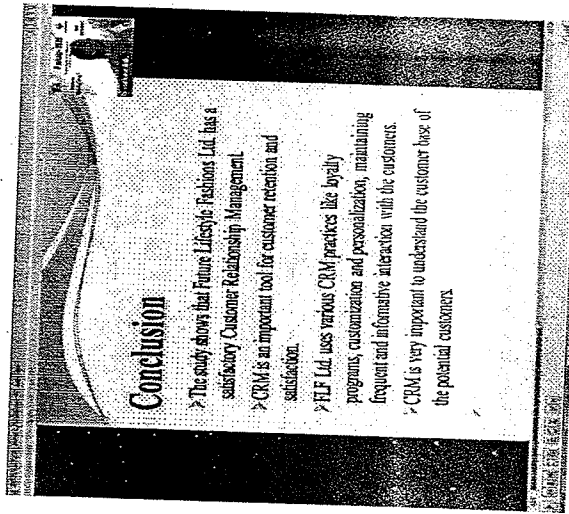 Conclusion
➢The study shows that Future Lifestyle Fashions Ltd. has a
satisfactory Customer Relationship Management.
➢CRM is an important tool for customer retention and
satisfaction.
➢FLF Ltd. uses various CRM practices like loyalty
programs, customization and personalization, maintaining
frequent and informative interaction with the customers.
➢CRM is very important to understand the customer base of
the potential customers.